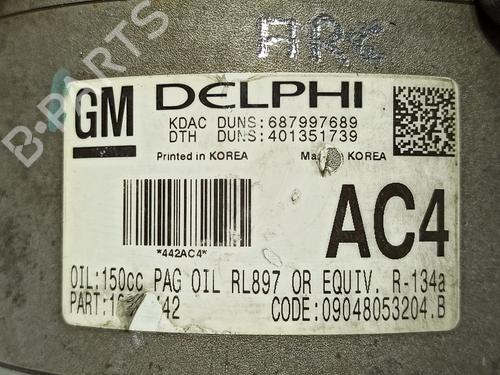 ARC
B-PARTS
GM
DELPHI
KDAC DUNS:687997689
DTH DUNS:401351739
Printed in KOREA
KOREA
*442AC4*
AC4
OIL:150cc PAG OIL RL897 OR EQUIV. R-134a
PART:
CODE:09048053204.B